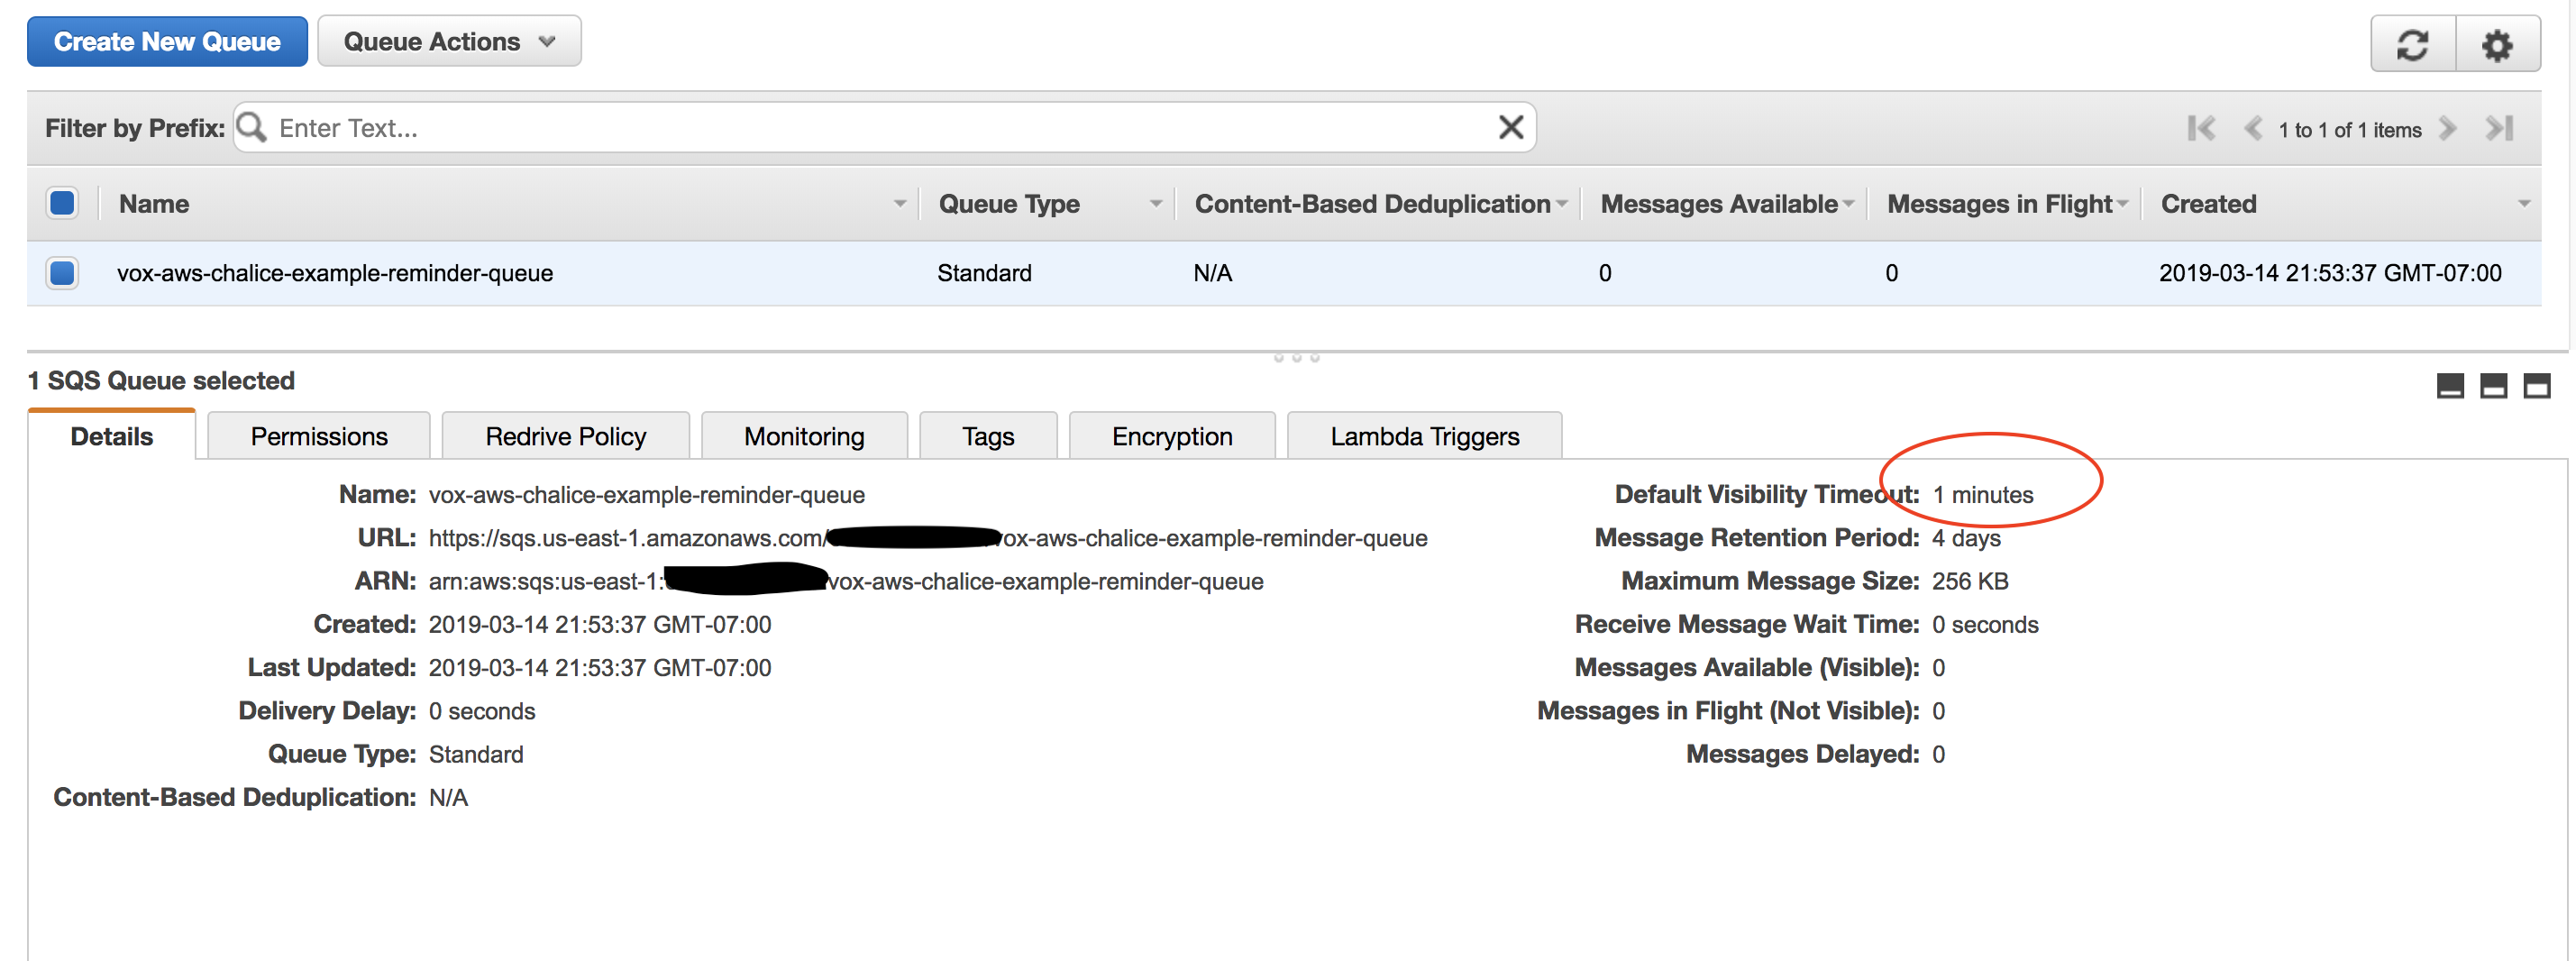 Create New Queue Queue Actions
Filter by Prefix: Enter Text... 1 to 1 of 1 items
Name Queue Type Content-Based Deduplication Messages Available Messages in Flight Created
vox-aws-chalice-example-reminder-queue Standard N/A 0 0 2019-03-14 21:53:37 GMT-07:00
1 SQS Queue selected
Details Permissions Redrive Policy Monitoring Tags Encryption Lambda Triggers
Name: vox-aws-chalice-example-reminder-queue
URL: https://sqs.us-east-1.amazonaws.com/ ox-aws-chalice-example-reminder-queue
ARN: arn:aws:sqs:us-east-1: vox-aws-chalice-example-reminder-queue
Created: 2019-03-14 21:53:37 GMT-07:00
Last Updated: 2019-03-14 21:53:37 GMT-07:00
Delivery Delay: 0 seconds
Queue Type: Standard
Content-Based Deduplication: N/A
Default Visibility Timeout: 1 minutes
Message Retention Period: 4 days
Maximum Message Size: 256 KB
Receive Message Wait Time: 0 seconds
Messages Available (Visible): 0
Messages in Flight (Not Visible): 0
Messages Delayed: 0